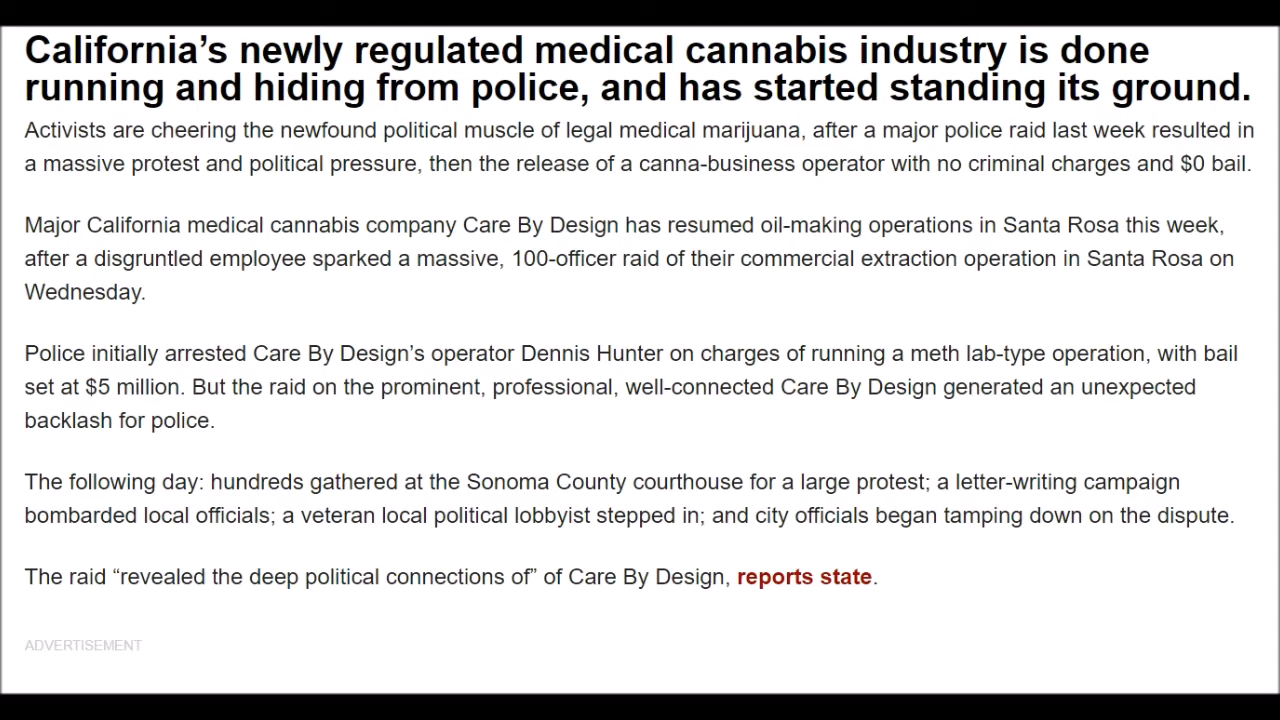 California’s newly regulated medical cannabis industry is done
running and hiding from police, and has started standing its ground.
Activists are cheering the newfound political muscle of legal medical marijuana, after a major police raid last week resulted in
a massive protest and political pressure, then the release of a canna-business operator with no criminal charges and $0 bail.
Major California medical cannabis company Care By Design has resumed oil-making operations in Santa Rosa this week,
after a disgruntled employee sparked a massive, 100-officer raid of their commercial extraction operation in Santa Rosa on
Wednesday.
Police initially arrested Care By Design’s operator Dennis Hunter on charges of running a meth lab-type operation, with bail
set at $5 million. But the raid on the prominent, professional, well-connected Care By Design generated an unexpected
backlash for police.
The following day: hundreds gathered at the Sonoma County courthouse for a large protest; a letter-writing campaign
bombarded local officials; a veteran local political lobbyist stepped in; and city officials began tamping down on the dispute.
The raid “revealed the deep political connections of” of Care By Design, reports state.
ADVERTISEMENT